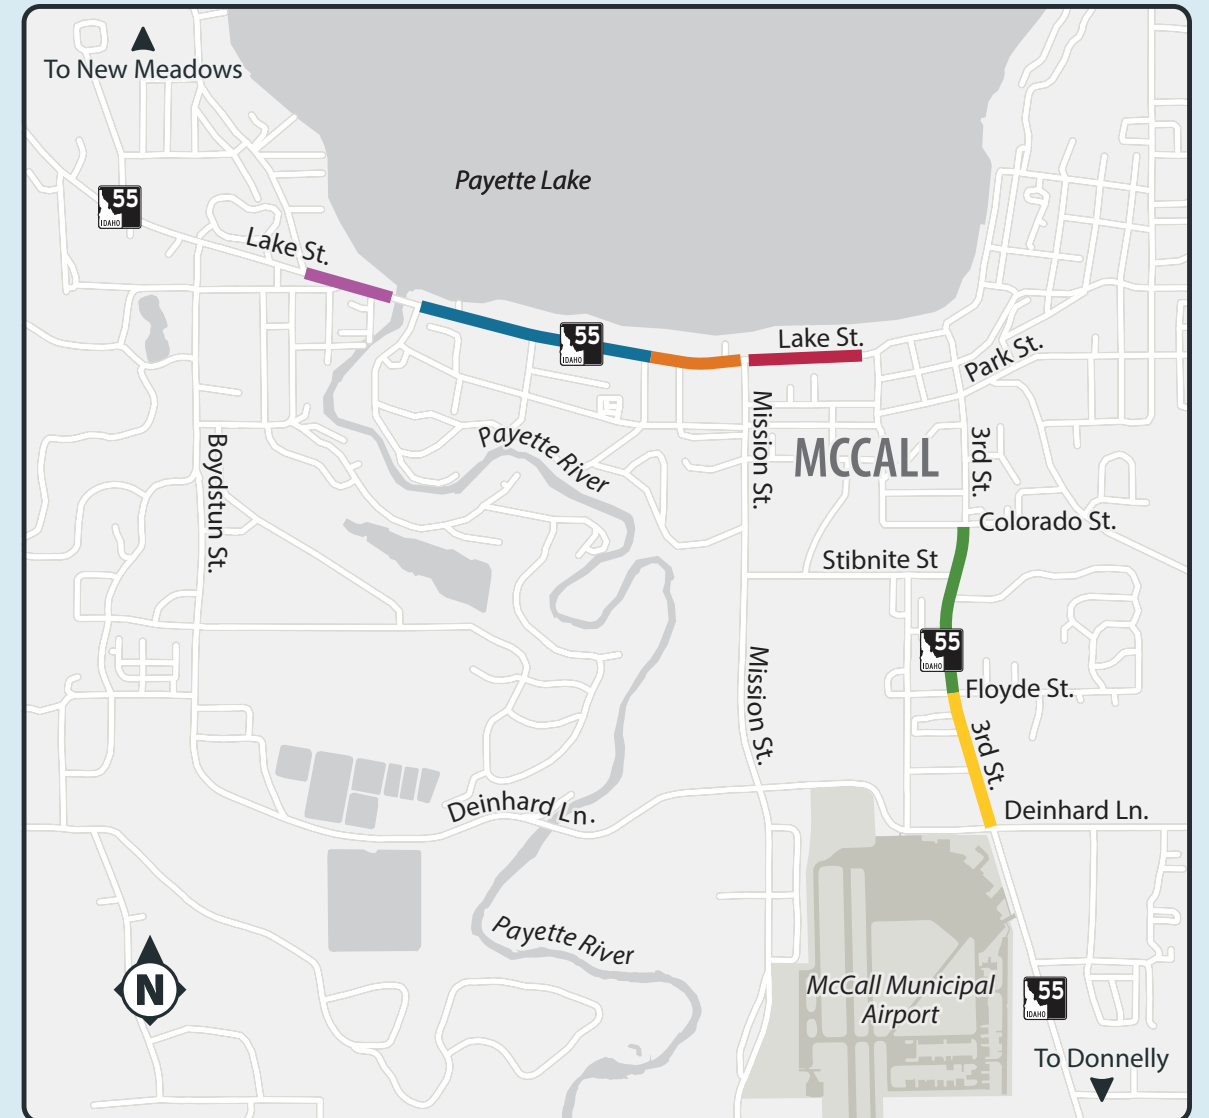 To New Meadows
Payette Lake
55
IDAHO
Lake St.
55
IDAHO
Lake St.
Park St.
Payette River
Mission St.
MCCALL
3rd St.
Boydstun St.
Colorado St.
Stibnite St
55
IDAHO
Mission St.
Floyde St.
3rd St.
Deinhard Ln.
Deinhard Ln.
Payette River
N
McCall Municipal
Airport
55
IDAHO
To Donnelly